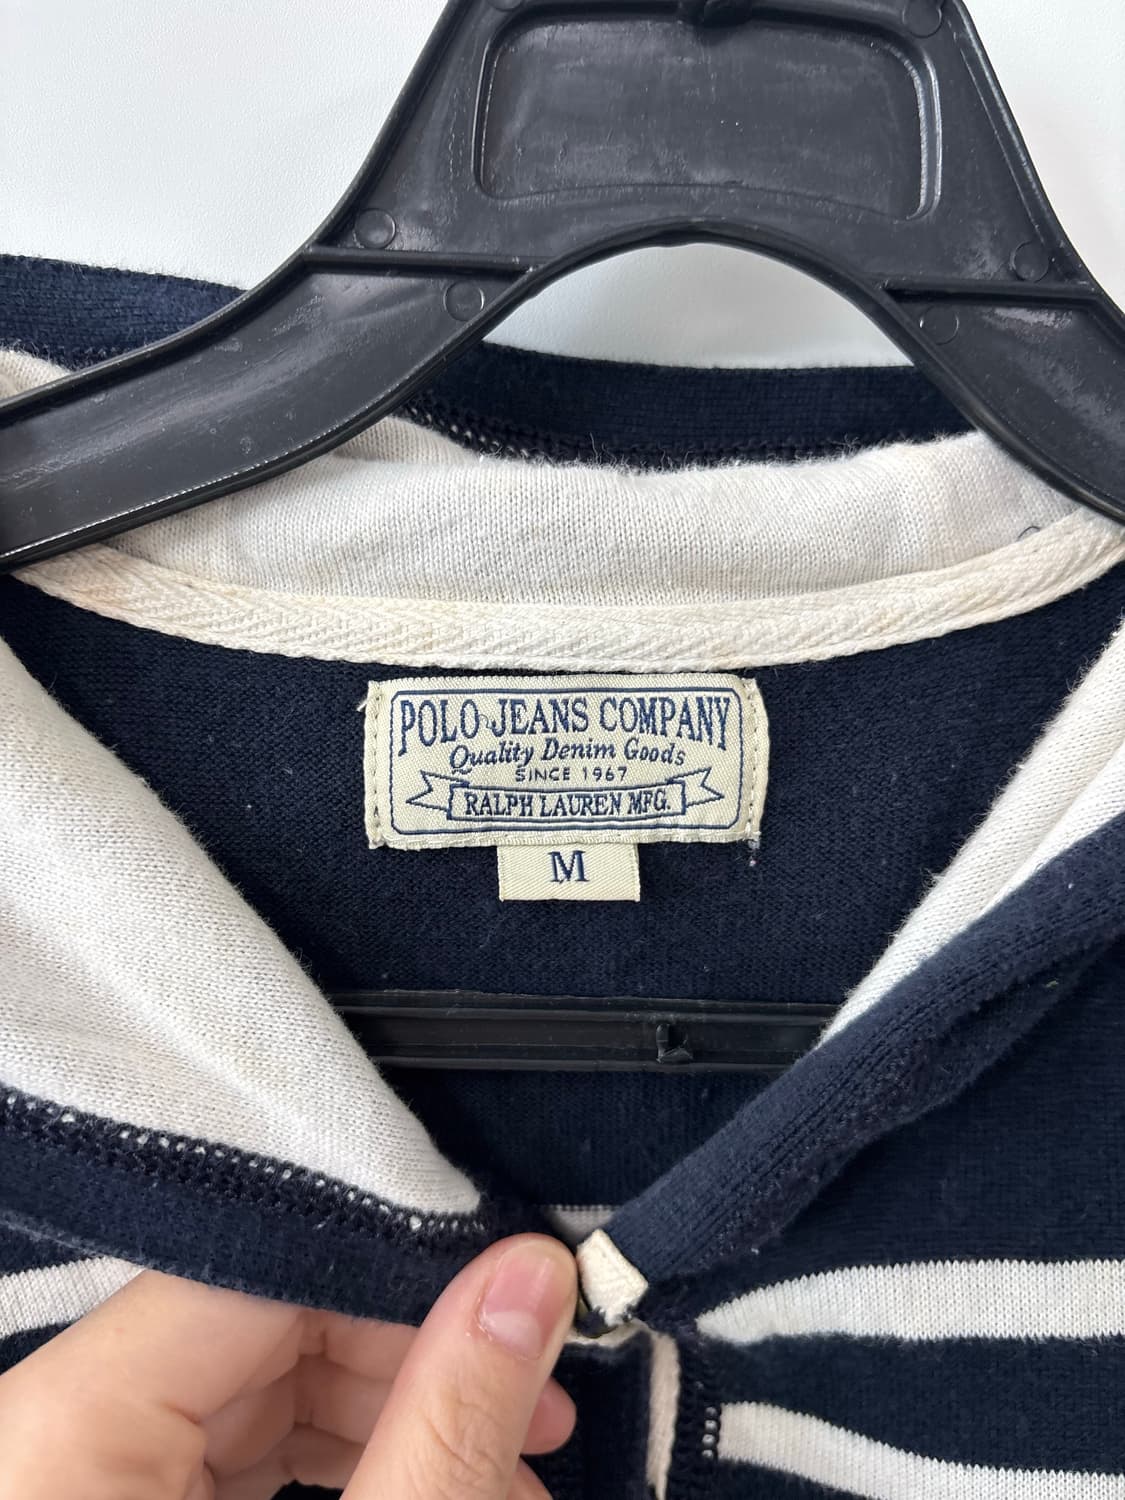 POLO JEANS COMPANY
Quality Denim Goods
SINCE 1967
RALPH LAUREN MFG.
M